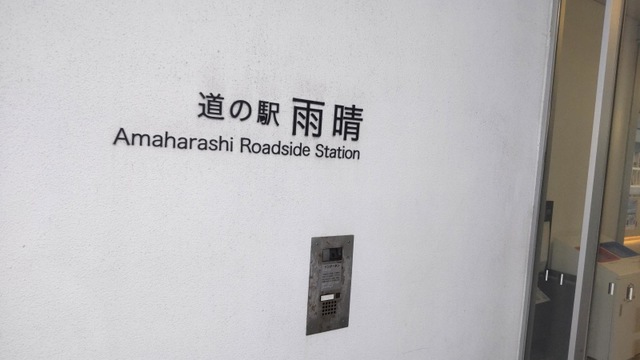 道の駅 雨晴
Amaharashi Roadside Station